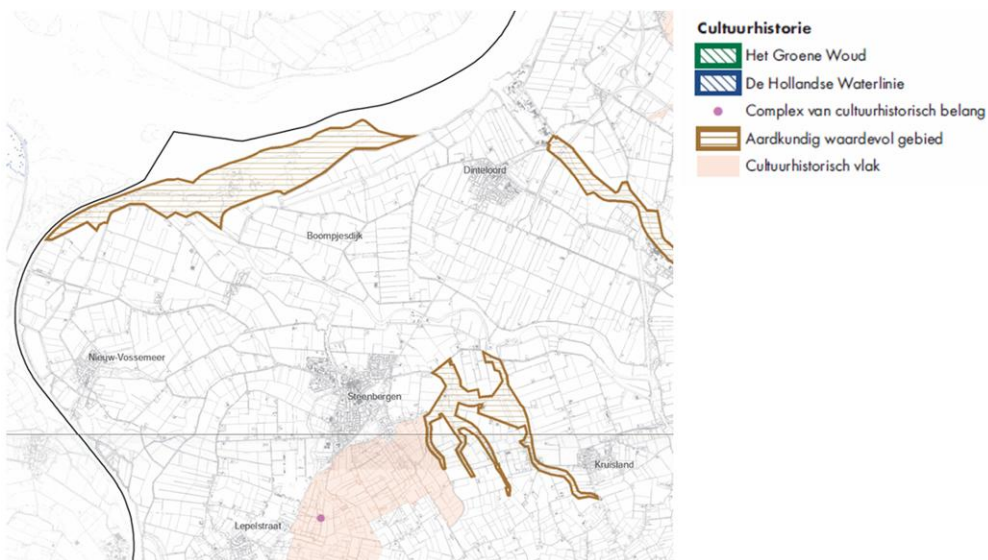 Cultuurhistorie
Het Groene Woud
De Hollandse Waterlinie
Complex van cultuurhistorisch belang
Aardkundig waardevol gebied
Cultuurhistorisch vlak
Dinteloord
Boompjesdijk
Nieuw-Vossemeer
Steenbergen
Kruisland
Lepelstraat